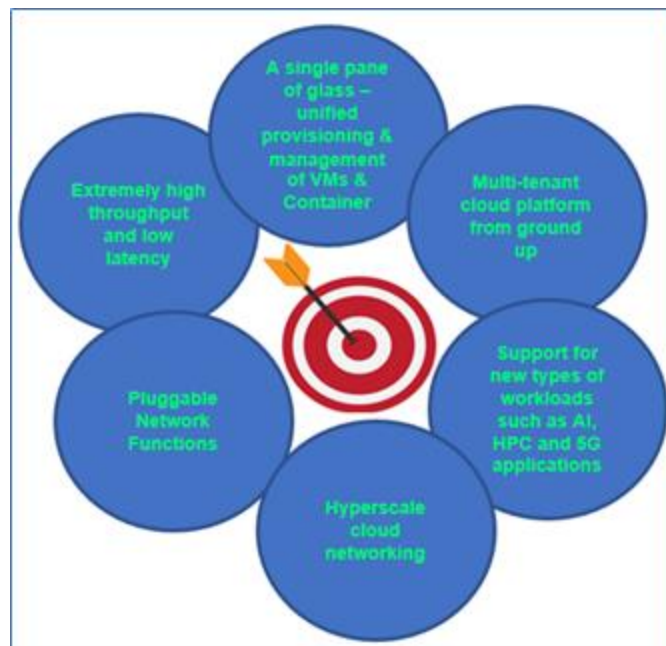 A single pane
of glass –
unified
provisioning &
management
of VMs &
Container
Multi-tenant
cloud platform
from ground
up
Support for
new types of
workloads
such as AI,
HPC and 5G
applications
Hyperscale
cloud
networking
Pluggable
Network
Functions
Extremely high
throughput
and low
latency